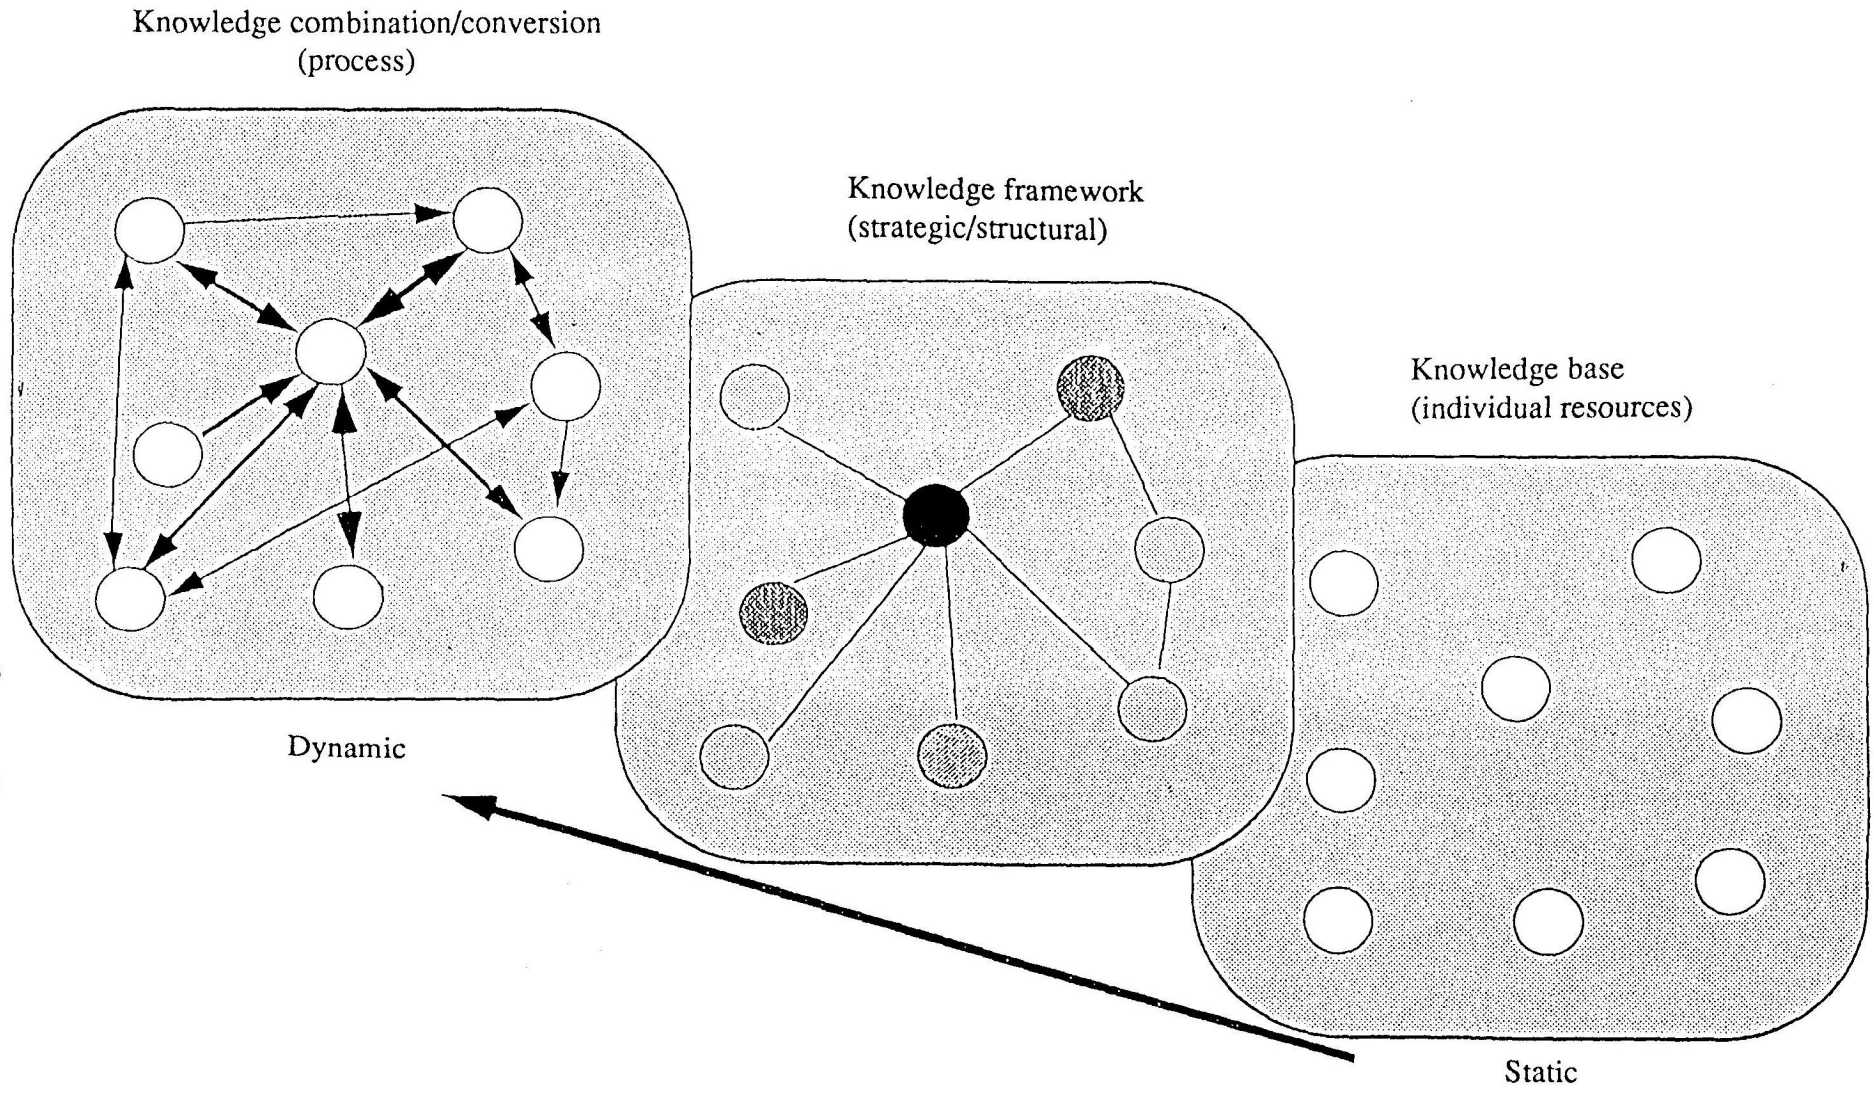 Knowledge combination/conversion
(process)
Knowledge framework
(strategic/structural)
Knowledge base
(individual resources)
Dynamic
Static